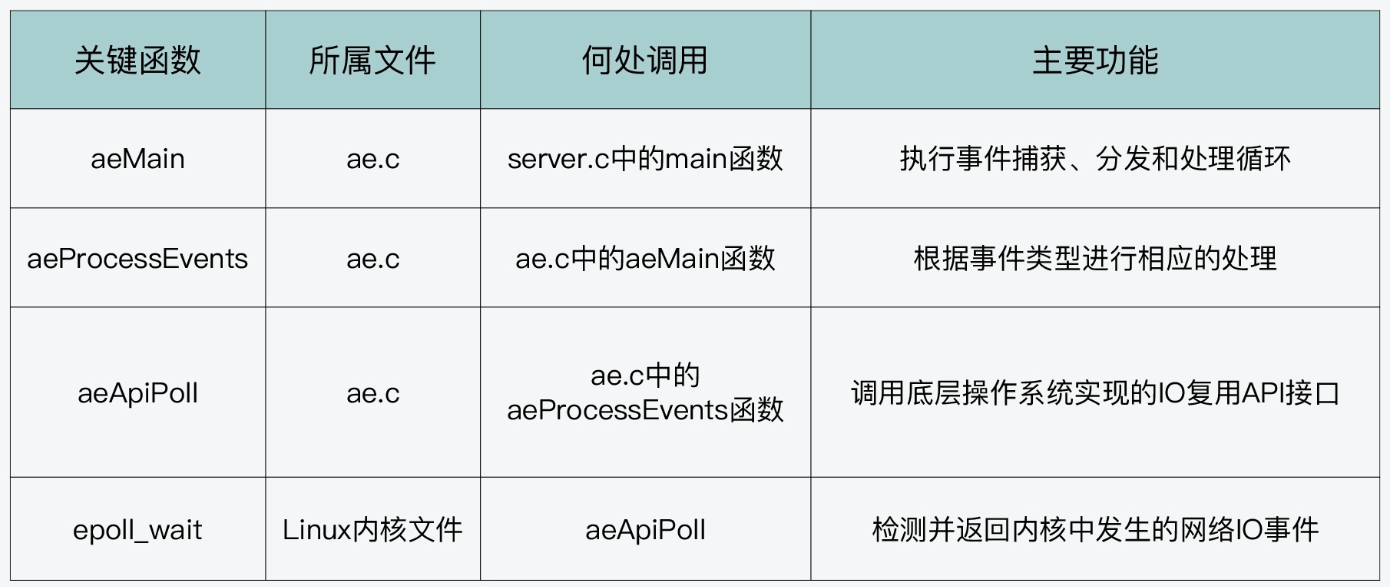 关键函数 所属文件 何处调用 主要功能
aeMain ae.c server.c中的main函数 执行事件捕获、分发和处理循环
aeProcessEvents ae.c ae.c中的aeMain函数 根据事件类型进行相应的处理
aeApiPoll ae.c ae.c中的
aeProcessEvents函数 调用底层操作系统实现的IO复用API接口
epoll_wait Linux内核文件 aeApiPoll 检测并返回内核中发生的网络IO事件